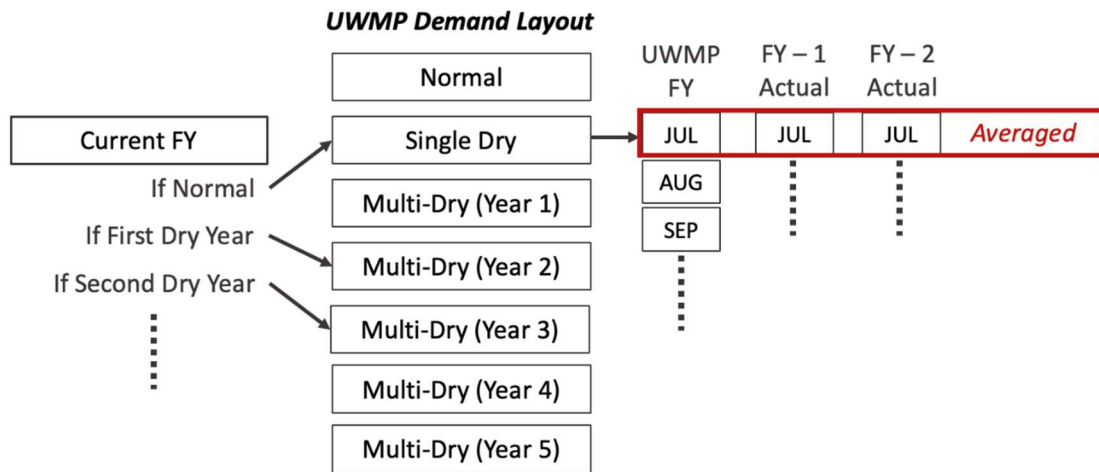 UWMP Demand Layout
Normal
Single Dry
Multi-Dry (Year 1)
Multi-Dry (Year 2)
Multi-Dry (Year 3)
Multi-Dry (Year 4)
Multi-Dry (Year 5)
Current FY
If Normal
If First Dry Year
If Second Dry Year
UWMP
FY
FY – 1
Actual
FY – 2
Actual
JUL
JUL
JUL
Averaged
AUG
SEP